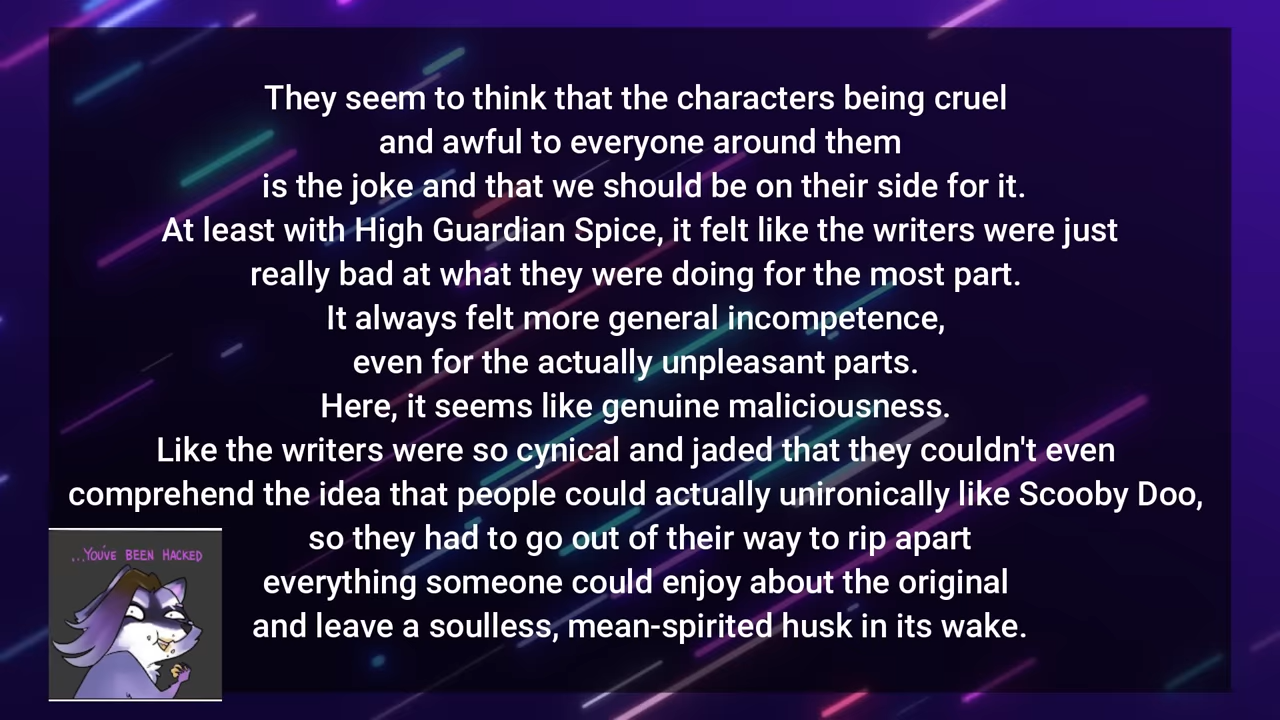 They seem to think that the characters being cruel
and awful to everyone around them
is the joke and that we should be on their side for it.
At least with High Guardian Spice, it felt like the writers were just
really bad at what they were doing for the most part.
It always felt more general incompetence,
even for the actually unpleasant parts.
Here, it seems like genuine maliciousness.
Like the writers were so cynical and jaded that they couldn't even
comprehend the idea that people could actually unironically like Scooby Doo,
so they had to go out of their way to rip apart
everything someone could enjoy about the original
and leave a soulless, mean-spirited husk in its wake.
...YOU'VE BEEN HACKED